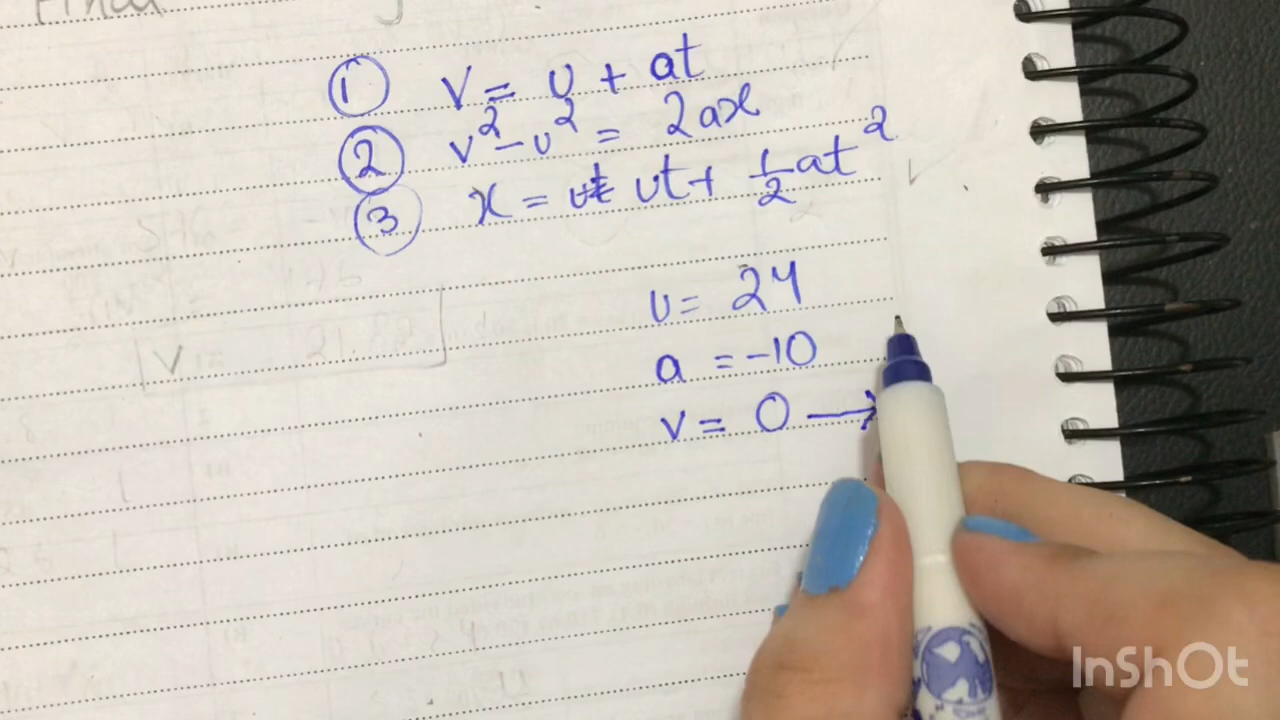 ① V = u + at
② v² - u² = 2ax
③ x = ut + ½at²
u = 24
a = -10
v = 0 →
InShOt